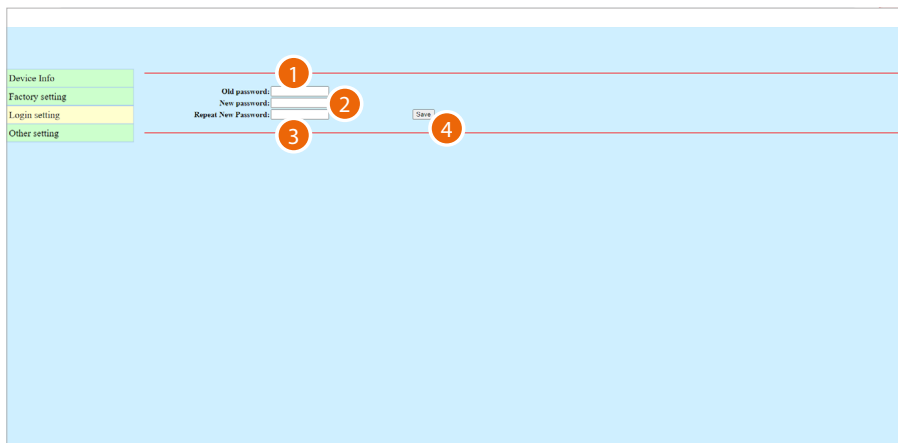 Device Info
Factory setting
Login setting
Other setting
1
Old password:
New password:
2
Repeat New Password:
Save
3
4